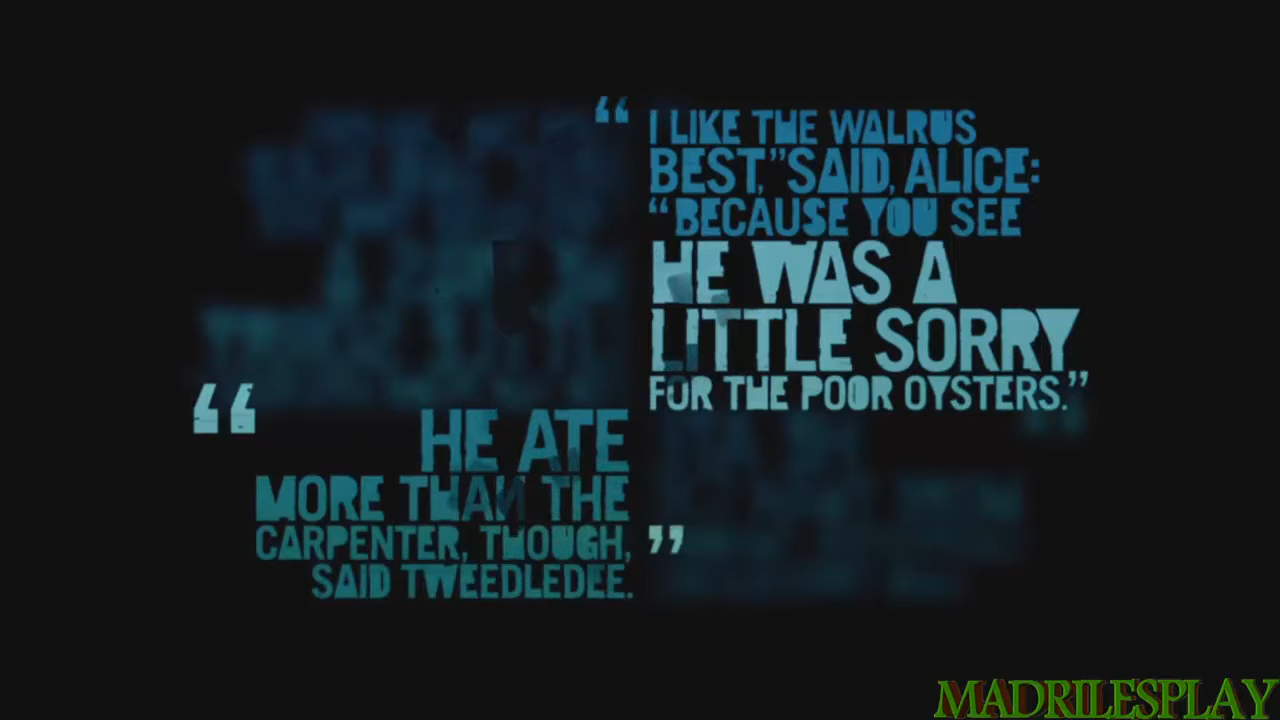 “ I LIKE THE WALRUS
BEST,” SAID, ALICE:
“BECAUSE YOU SEE
HE WAS A
LITTLE SORRY
FOR THE POOR OYSTERS.”
“ HE ATE
MORE THAN THE
CARPENTER, THOUGH, ”
SAID TWEEDLEDEE.
MADRILESPLAY